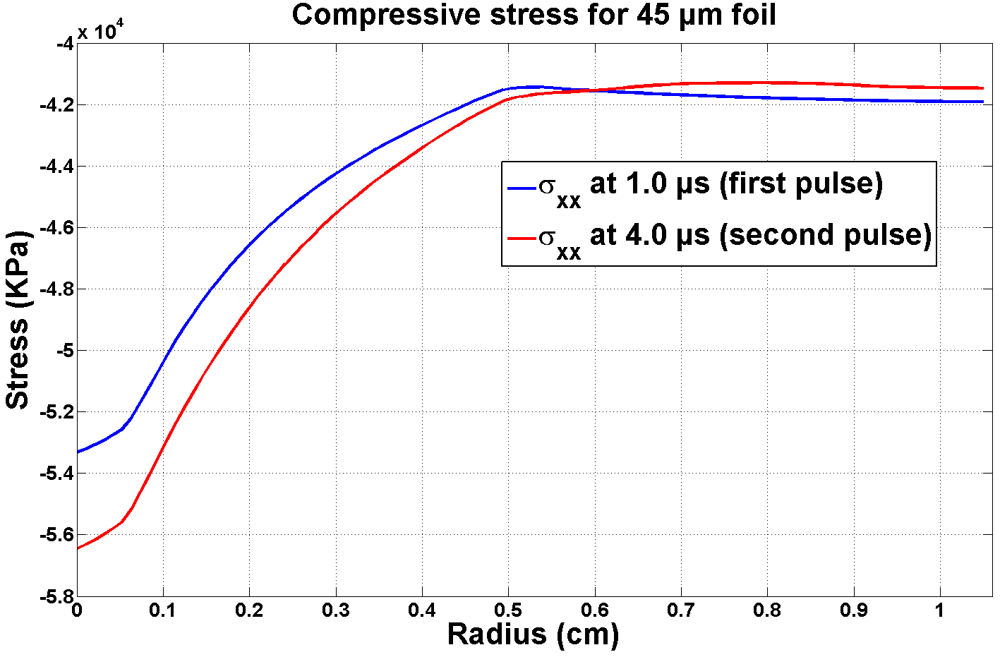 Compressive stress for 45 µm foil
x 10⁴
-4
-4.2
-4.4
-4.6
-4.8
-5
-5.2
-5.4
-5.6
-5.8
Stress (KPa)
σxx at 1.0 µs (first pulse)
σxx at 4.0 µs (second pulse)
0 0.1 0.2 0.3 0.4 0.5 0.6 0.7 0.8 0.9 1
Radius (cm)